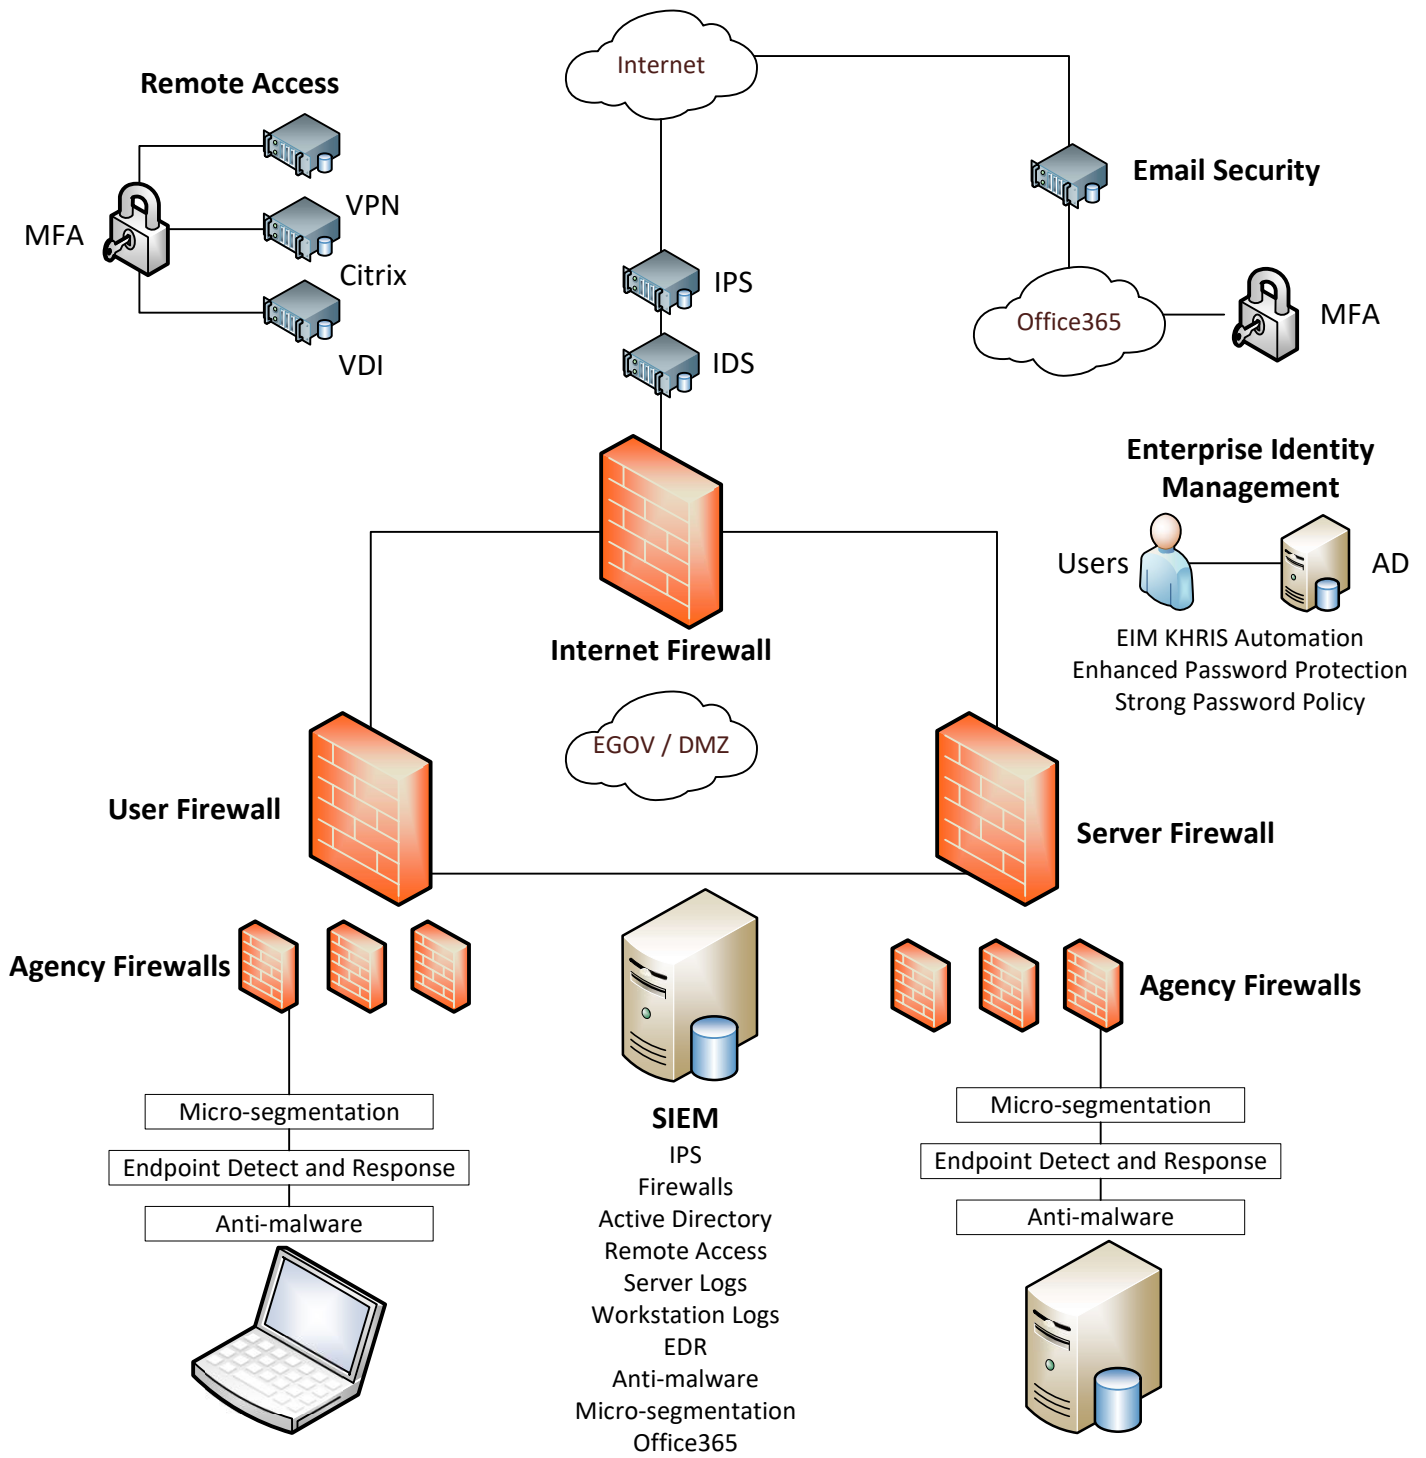 Internet
Remote Access
Email Security
VPN
MFA
Citrix
IPS
Office365
MFA
VDI
IDS
Enterprise Identity
Management
Users
AD
EIM KHRIS Automation
Enhanced Password Protection
Strong Password Policy
Internet Firewall
EGOV / DMZ
User Firewall
Server Firewall
Agency Firewalls
Agency Firewalls
Micro-segmentation
Endpoint Detect and Response
Anti-malware
SIEM
IPS
Firewalls
Active Directory
Remote Access
Server Logs
Workstation Logs
EDR
Anti-malware
Micro-segmentation
Office365
Micro-segmentation
Endpoint Detect and Response
Anti-malware